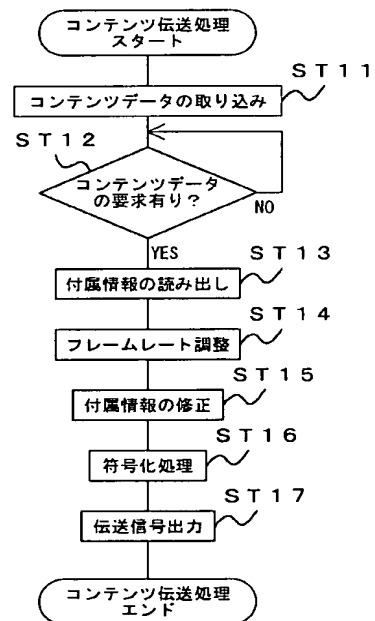 コンテンツ伝送処理
スタート
ST11
コンテンツデータの取り込み
ST12
コンテンツデータ
の要求有り?
NO
YES
ST13
付属情報の読み出し
ST14
フレームレート調整
ST15
付属情報の修正
ST16
符号化処理
ST17
伝送信号出力
コンテンツ伝送処理
エンド